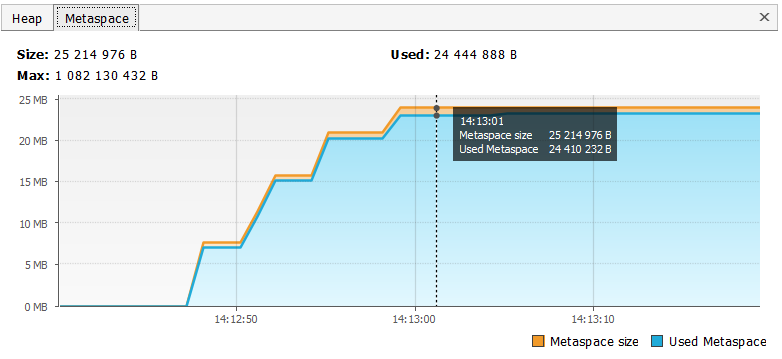 Heap Metaspace
Size: 25 214 976 B Used: 24 444 888 B
Max: 1 082 130 432 B
25 MB
20 MB
15 MB
10 MB
5 MB
0 MB
14:13:01
Metaspace size 25 214 976 B
Used Metaspace 24 410 232 B
14:12:50 14:13:00 14:13:10
Metaspace size Used Metaspace